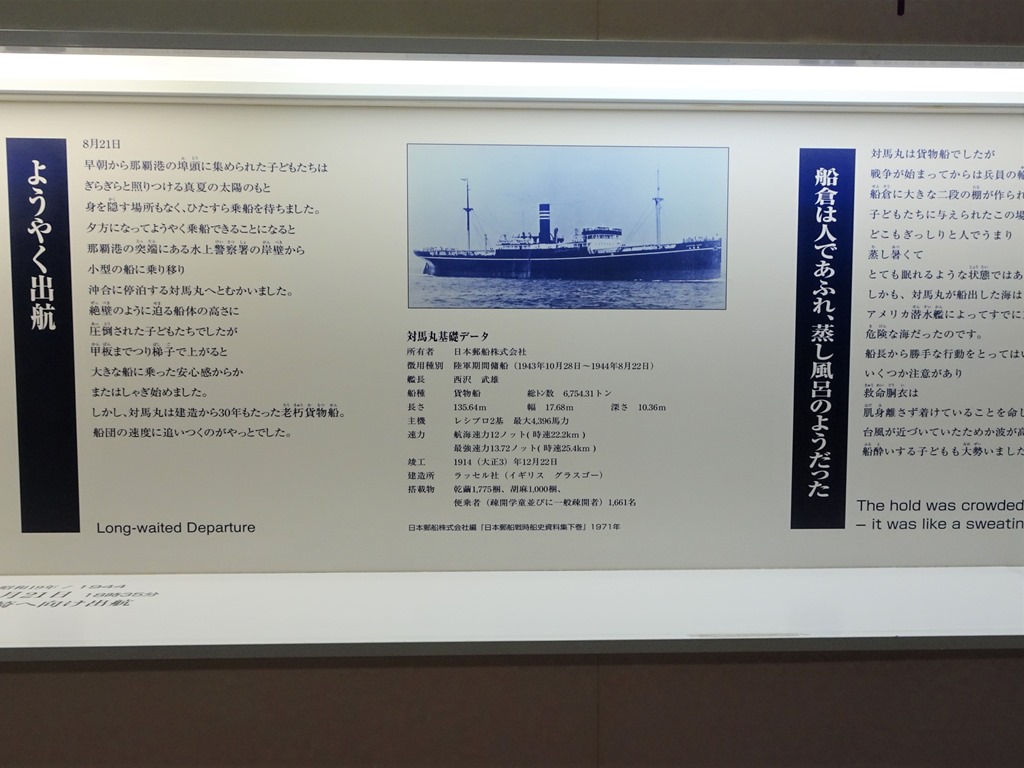 ようやく出航
8月21日
早朝から那覇港の埠頭に集められた子どもたちは
ぎらぎらと照りつける真夏の太陽のもと
身を隠す場所もなく、ひたすら乗船を待ちました。
夕方になってようやく乗船できることになると
那覇港の突端にある水上警察署の岸壁から
小型の船に乗り移り
沖合に停泊する対馬丸へとむかいました。
絶壁のように迫る船体の高さに
圧倒された子どもたちでしたが
甲板までつり梯子で上がると
大きな船に乗った安心感からか
またはしゃぎ始めました。
しかし、対馬丸は建造から30年もたった老朽貨物船。
船団の速度に追いつくのがやっとでした。
Long-waited Departure
対馬丸基礎データ
所有者 日本郵船株式会社
徴用種別 陸軍期間傭船（1943年10月28日〜1944年8月22日）
艦長 西沢 武雄
船種 貨物船 総トン数 6,754.31トン
長さ 135.64m 幅 17.68m 深さ 10.36m
主機 レシプロ2基 最大4,396馬力
速力 航海速力12ノット( 時速22.2km )
最強速力13.72ノット( 時速25.4km )
竣工 1914（大正3）年12月22日
建造所 ラッセル社（イギリス グラスゴー）
搭載物 乾繭1,775梱、胡麻1,000梱、
便乗者（疎開学童並びに一般疎開者）1,661名
日本郵船株式会社編「日本郵船戦時船史資料集下巻」1971年
船倉は人であふれ、蒸し風呂のようだった
対馬丸は貨物船でしたが
戦争が始まってからは兵員の
船倉に大きな二段の棚が作られ
子どもたちに与えられたこの場
どこもぎっしりと人でうまり
蒸し暑くて
とても眠れるような状態ではあ
しかも、対馬丸が船出した海は
アメリカ潜水艦によってすでに
危険な海だったのです。
船長から勝手な行動をとってはい
いくつか注意があり
救命胴衣は
肌身離さず着けていることを命じ
台風が近づいていたためか波が高
船酔いする子どもも大勢いました
The hold was crowded
– it was like a sweatin
昭和19年 / 1944
月21日 18時35分
崎へ向け出航